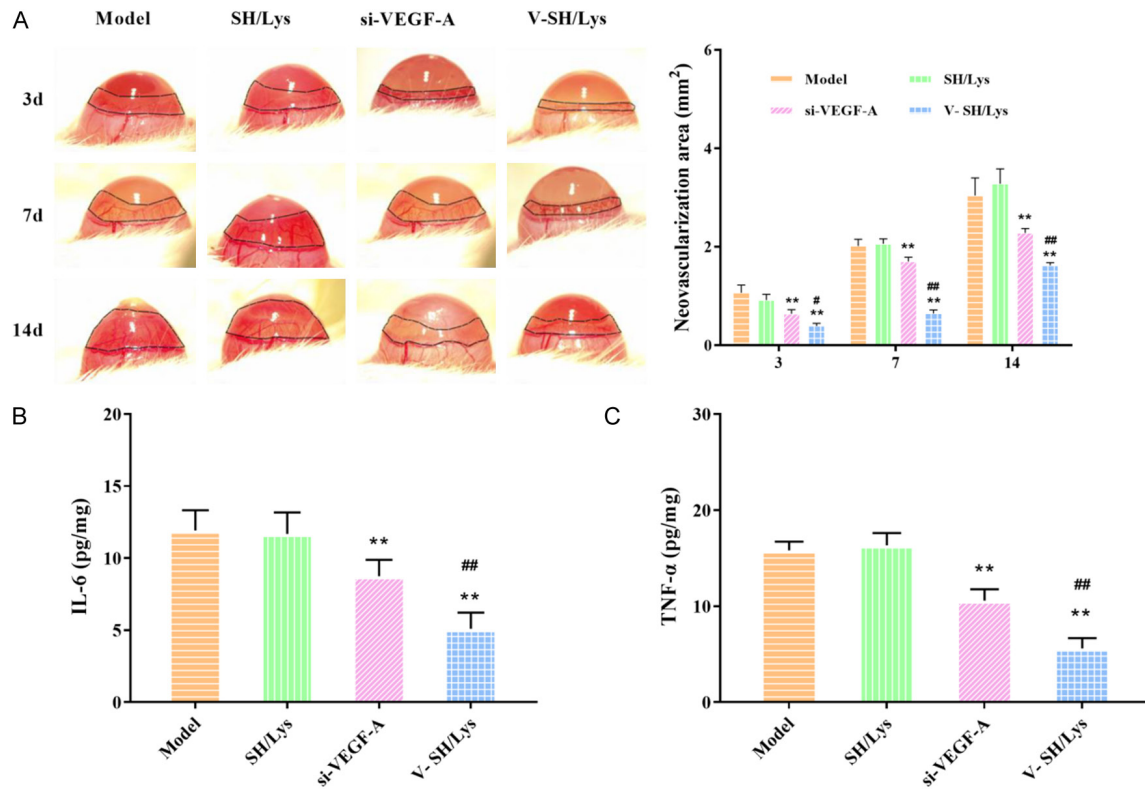 A
Model SH/Lys si-VEGF-A V-SH/Lys
3d
7d
14d
Neovascularization area (mm²)
6
4
2
0
Model SH/Lys
si-VEGF-A V- SH/Lys
** # **
** ## **
** ## **
3 7 14
B
IL-6 (pg/mg)
20
15
10
5
0
** ## **
Model SH/Lys si-VEGF-A V- SH/Lys
C
TNF-α (pg/mg)
30
20
10
0
** ## **
Model SH/Lys si-VEGF-A V- SH/Lys